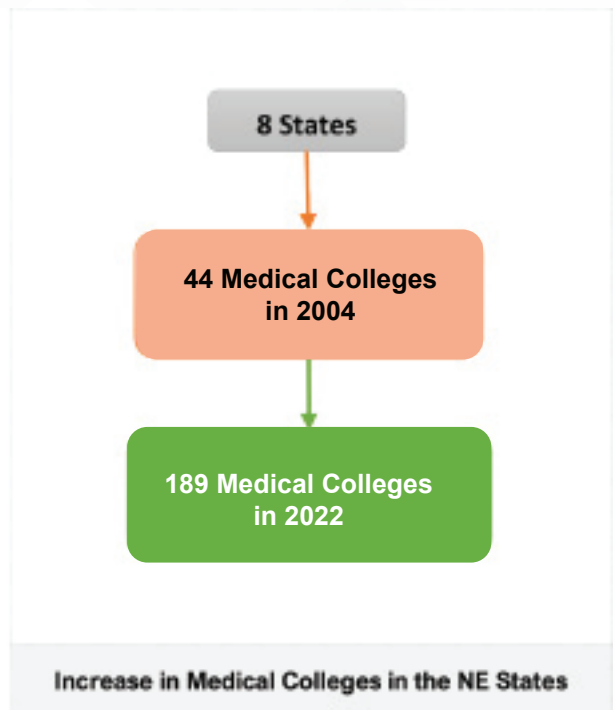 8 States
44 Medical Colleges
in 2004
189 Medical Colleges
in 2022
Increase in Medical Colleges in the NE States